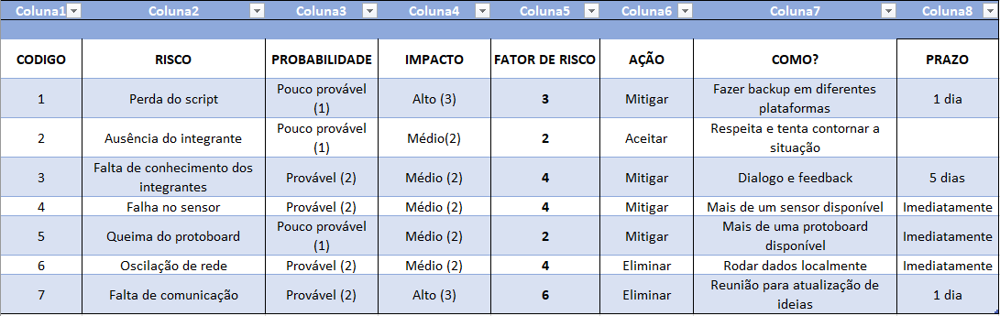 Coluna1 Coluna2 Coluna3 Coluna4 Coluna5 Coluna6 Coluna7 Coluna8
CODIGO RISCO PROBABILIDADE IMPACTO FATOR DE RISCO AÇÃO COMO? PRAZO
1 Perda do script Pouco provável (1) Alto (3) 3 Mitigar Fazer backup em diferentes plataformas 1 dia
2 Ausência do integrante Pouco provável (1) Médio(2) 2 Aceitar Respeita e tenta contornar a situação
3 Falta de conhecimento dos integrantes Provável (2) Médio (2) 4 Mitigar Dialogo e feedback 5 dias
4 Falha no sensor Provável (2) Médio (2) 4 Mitigar Mais de um sensor disponível Imediatamente
5 Queima do protoboard Pouco provável (1) Médio (2) 2 Mitigar Mais de uma protoboard disponível Imediatamente
6 Oscilação de rede Provável (2) Médio (2) 4 Eliminar Rodar dados localmente Imediatamente
7 Falta de comunicação Provável (2) Alto (3) 6 Eliminar Reunião para atualização de ideias 1 dia